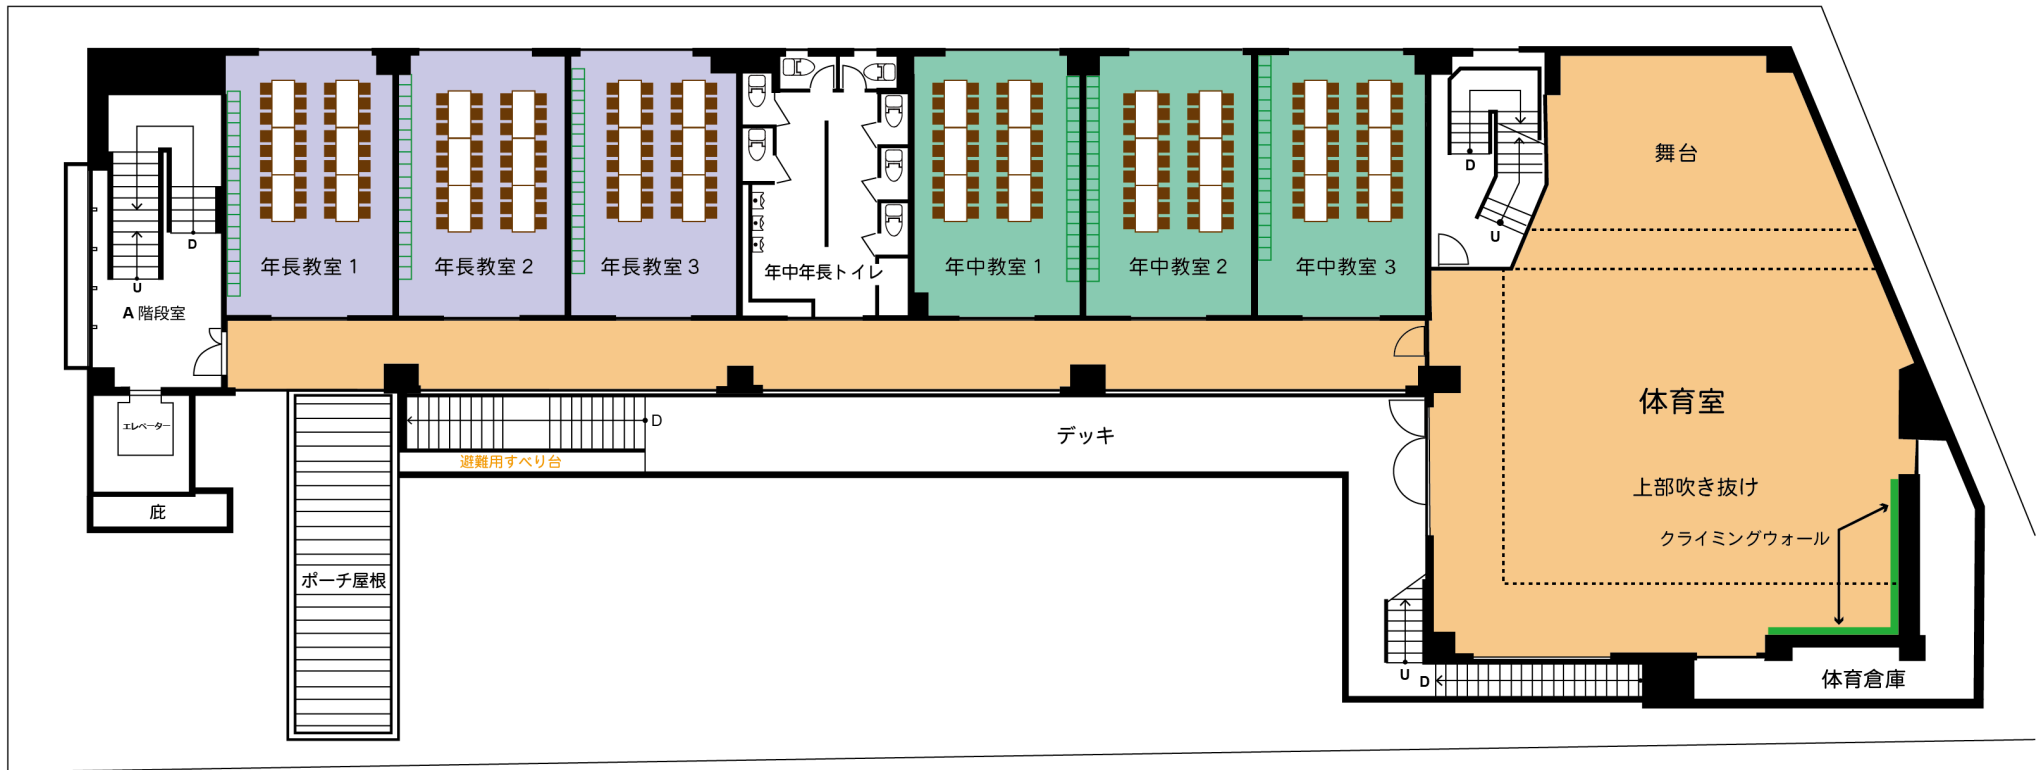 舞台
D
U
D
U
A 階段室
年長教室 1
年長教室 2
年長教室 3
年中年長トイレ
年中教室 1
年中教室 2
年中教室 3
体育室
エレベーター
D
避難用すべり台
デッキ
上部吹き抜け
クライミングウォール
庇
ポーチ屋根
U
D
体育倉庫